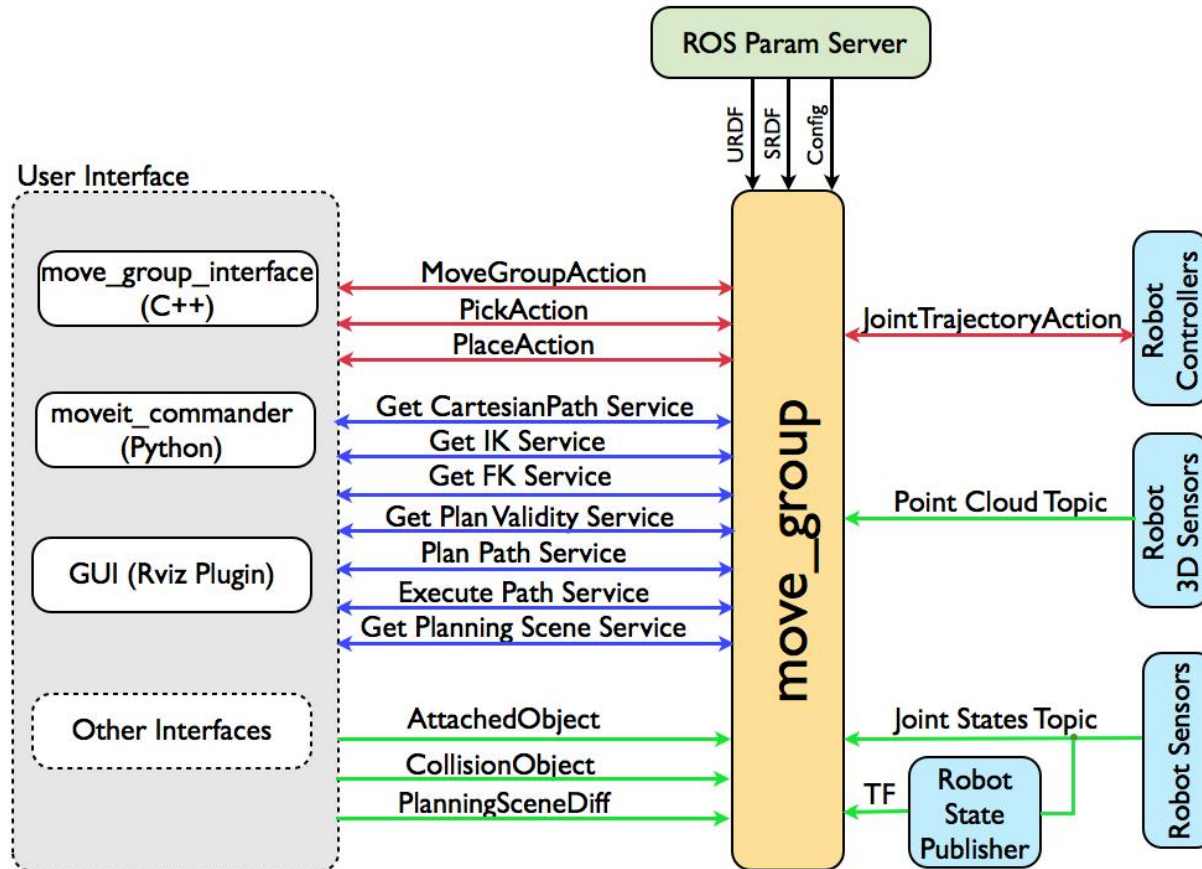 ROS Param Server
URDF
SRDF
Config
User Interface
move_group_interface
(C++)
moveit_commander
(Python)
GUI (Rviz Plugin)
Other Interfaces
MoveGroupAction
PickAction
PlaceAction
Get CartesianPath Service
Get IK Service
Get FK Service
Get Plan Validity Service
Plan Path Service
Execute Path Service
Get Planning Scene Service
AttachedObject
CollisionObject
PlanningSceneDiff
move_group
JointTrajectoryAction
Point Cloud Topic
Joint States Topic
TF
Robot
State
Publisher
Robot
Controllers
Robot
3D Sensors
Robot Sensors